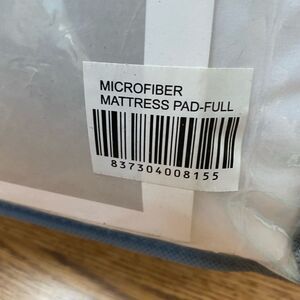 MICROFIBER
MATTRESS PAD-FULL
837304008155